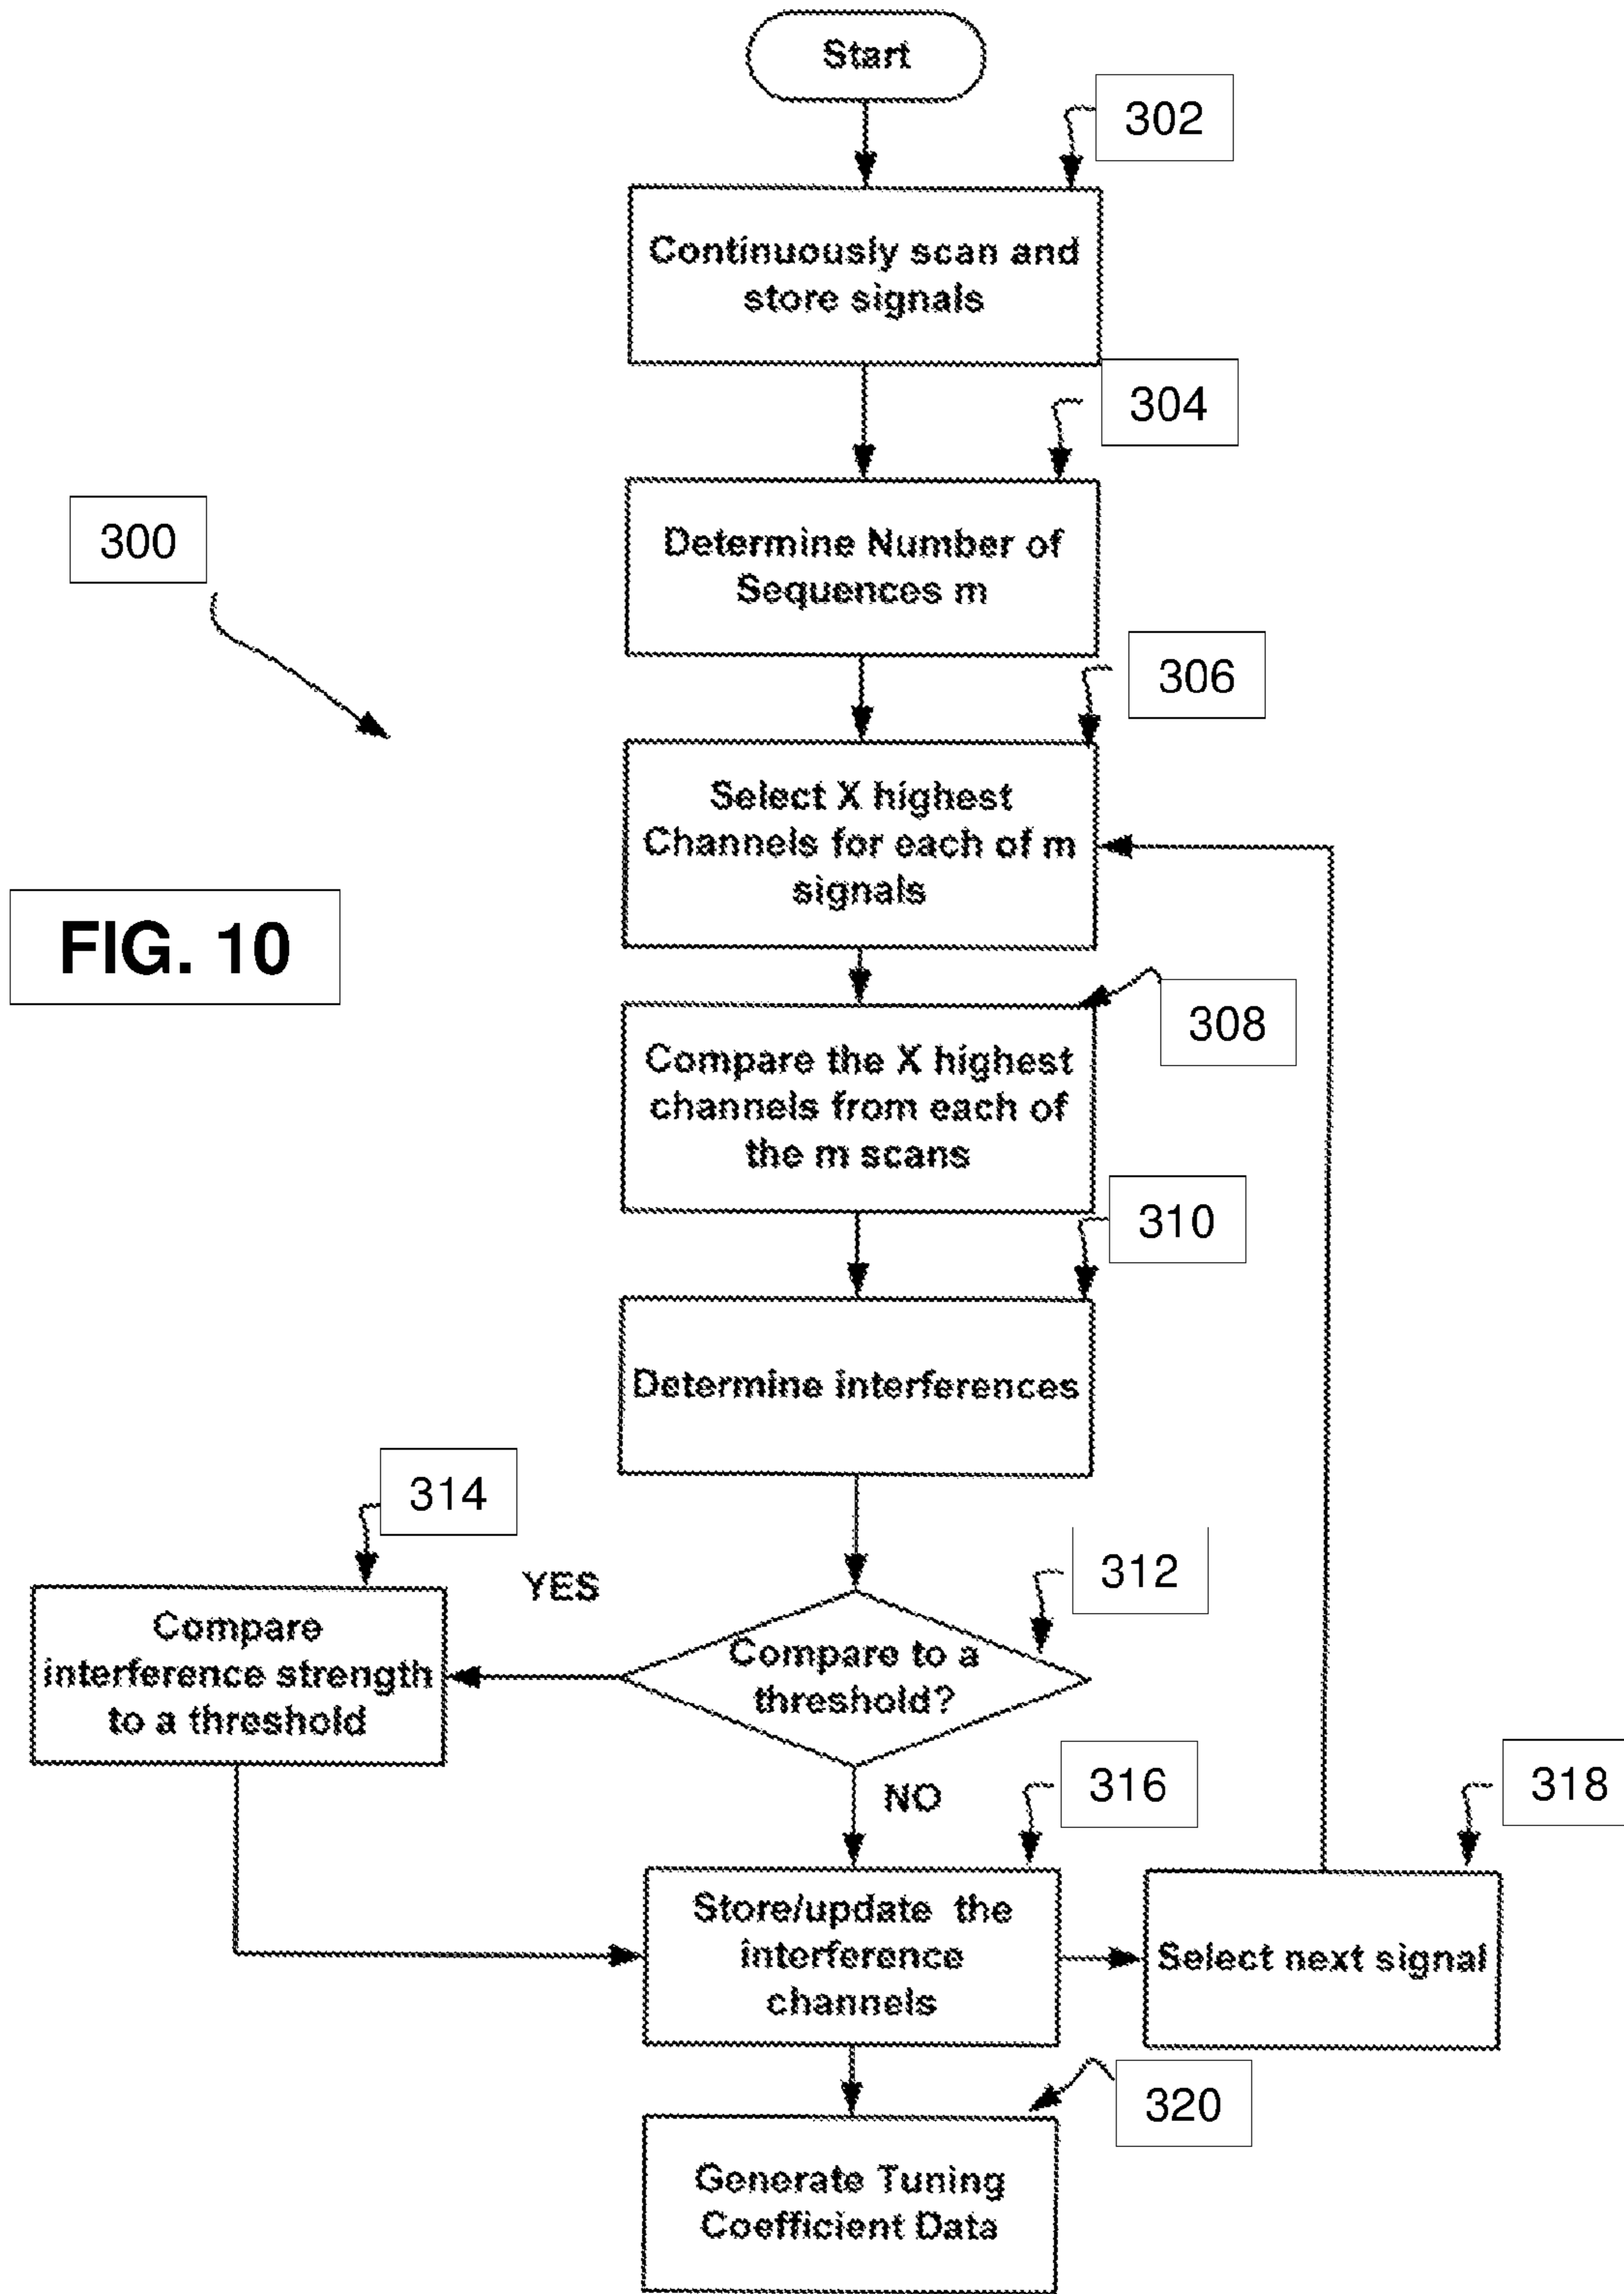 Start
302
Continuously scan and
store signals
304
Determine Number of
Sequences m
300
306
Select X highest
Channels for each of m
signals
FIG. 10
308
Compare the X highest
channels from each of
the m scans
310
Determine interferences
314
YES
312
Compare
interference strength
to a threshold
Compare to a
threshold?
NO
316
318
Store/update the
interference
channels
Select next signal
320
Generate Tuning
Coefficient Data